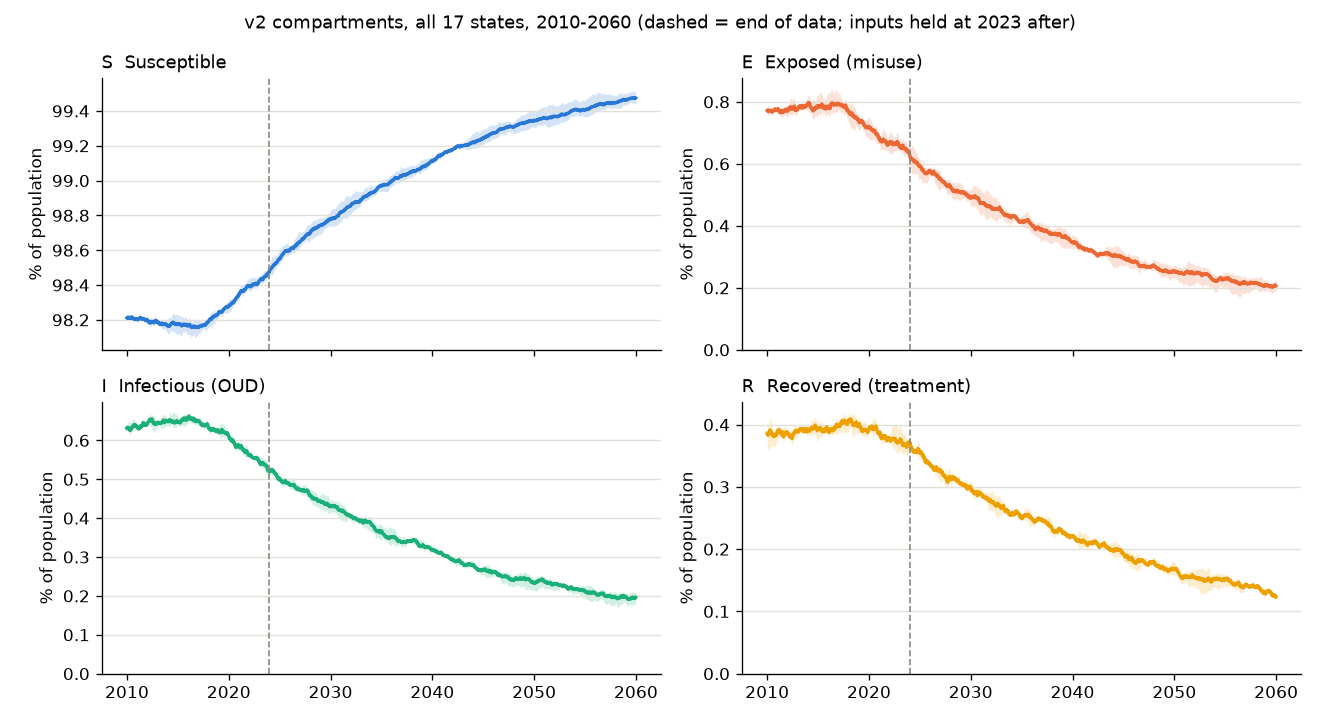 v2 compartments, all 17 states, 2010-2060 (dashed = end of data; inputs held at 2023 after)
S Susceptible
% of population
99.4
99.2
99.0
98.8
98.6
98.4
98.2
E Exposed (misuse)
% of population
0.8
0.6
0.4
0.2
0.0
I Infectious (OUD)
% of population
0.6
0.5
0.4
0.3
0.2
0.1
0.0
2010 2020 2030 2040 2050 2060
R Recovered (treatment)
% of population
0.4
0.3
0.2
0.1
0.0
2010 2020 2030 2040 2050 2060